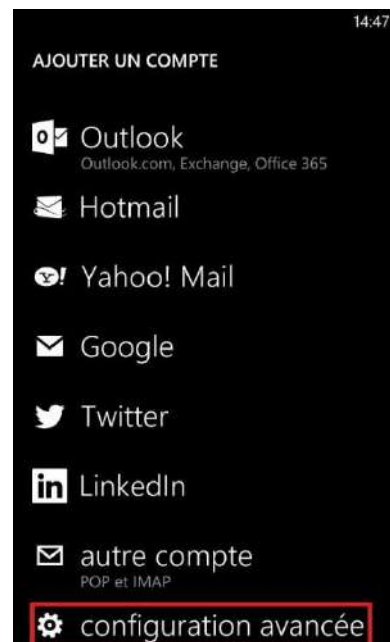 14:47
AJOUTER UN COMPTE
Outlook
Outlook.com, Exchange, Office 365
Hotmail
Yahoo! Mail
Google
Twitter
LinkedIn
autre compte
POP et IMAP
configuration avancée